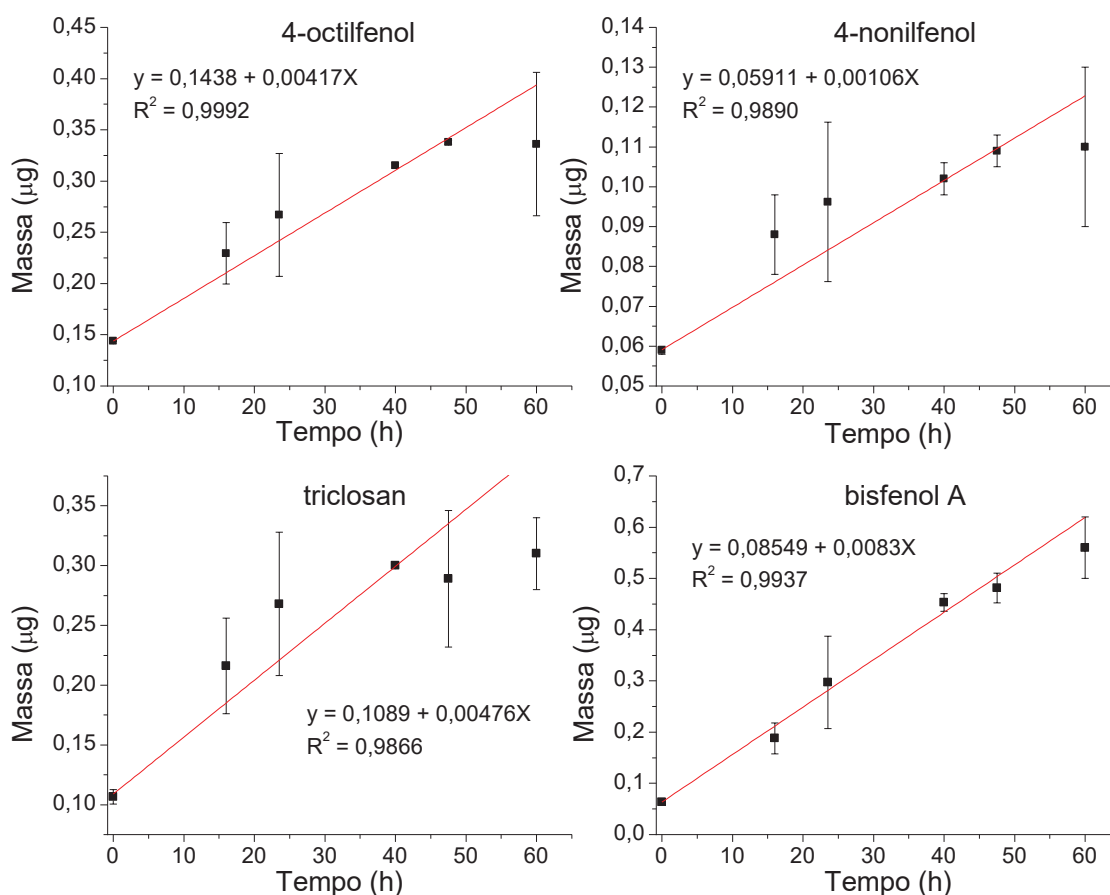 4-octilfenol
y = 0,1438 + 0,00417X
R² = 0,9992
Massa (μg)
0,45
0,40
0,35
0,30
0,25
0,20
0,15
0,10
0 10 20 30 40 50 60
Tempo (h)
4-nonilfenol
y = 0,05911 + 0,00106X
R² = 0,9890
Massa (μg)
0,14
0,13
0,12
0,11
0,10
0,09
0,08
0,07
0,06
0,05
0 10 20 30 40 50 60
Tempo (h)
triclosan
y = 0,1089 + 0,00476X
R² = 0,9866
Massa (μg)
0,35
0,30
0,25
0,20
0,15
0,10
0 10 20 30 40 50 60
Tempo (h)
bisfenol A
y = 0,08549 + 0,0083X
R² = 0,9937
Massa (μg)
0,7
0,6
0,5
0,4
0,3
0,2
0,1
0,0
0 10 20 30 40 50 60
Tempo (h)